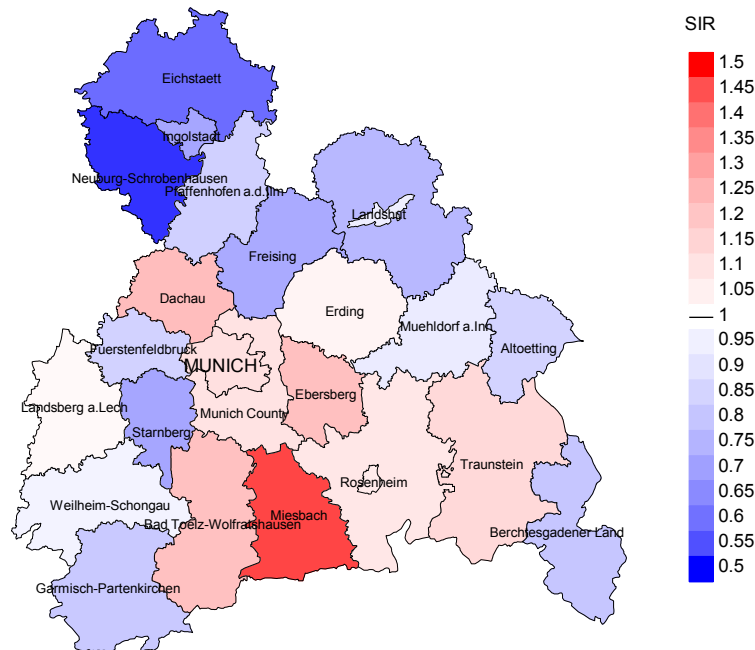 SIR
1.5
1.45
1.4
1.35
1.3
1.25
1.2
1.15
1.1
1.05
1
0.95
0.9
0.85
0.8
0.75
0.7
0.65
0.6
0.55
0.5
Eichstaett
Ingolstadt
Neuburg-Schrobenhausen
Pfaffenhofen a.d.Ilm
Landshut
Freising
Dachau
Erding
Muehldorf a.Inn
Altoetting
Fuerstenfeldbruck
MUNICH
Ebersberg
Landsberg a.Lech
Munich County
Starnberg
Traunstein
Rosenheim
Weilheim-Schongau
Miesbach
Bad Toelz-Wolfratshausen
Berchtesgadener Land
Garmisch-Partenkirchen